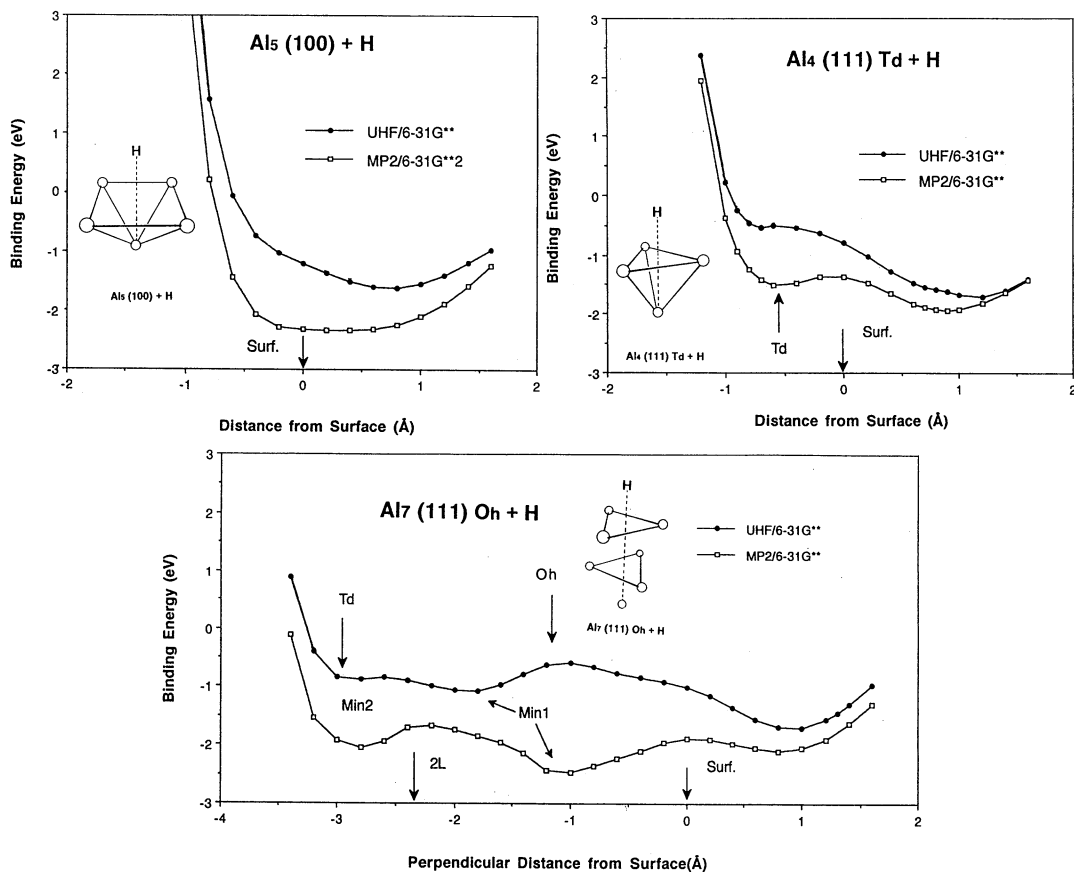 Al5 (100) + H
UHF/6-31G**
MP2/6-31G**2
H
Al5 (100) + H
Surf.
Binding Energy (eV)
3
2
1
0
-1
-2
-3
-2 -1 0 1 2
Distance from Surface (Å)
Al4 (111) Td + H
UHF/6-31G**
MP2/6-31G**
H
Al4 (111) Td + H
Td
Surf.
Binding Energy (eV)
3
2
1
0
-1
-2
-3
-2 -1 0 1 2
Distance from Surface (Å)
Al7 (111) Oh + H
H
UHF/6-31G**
MP2/6-31G**
Oh
Al7 (111) Oh + H
Td
Min2
Min1
2L
Surf.
Binding Energy (eV)
3
2
1
0
-1
-2
-3
-4 -3 -2 -1 0 1 2
Perpendicular Distance from Surface(Å)